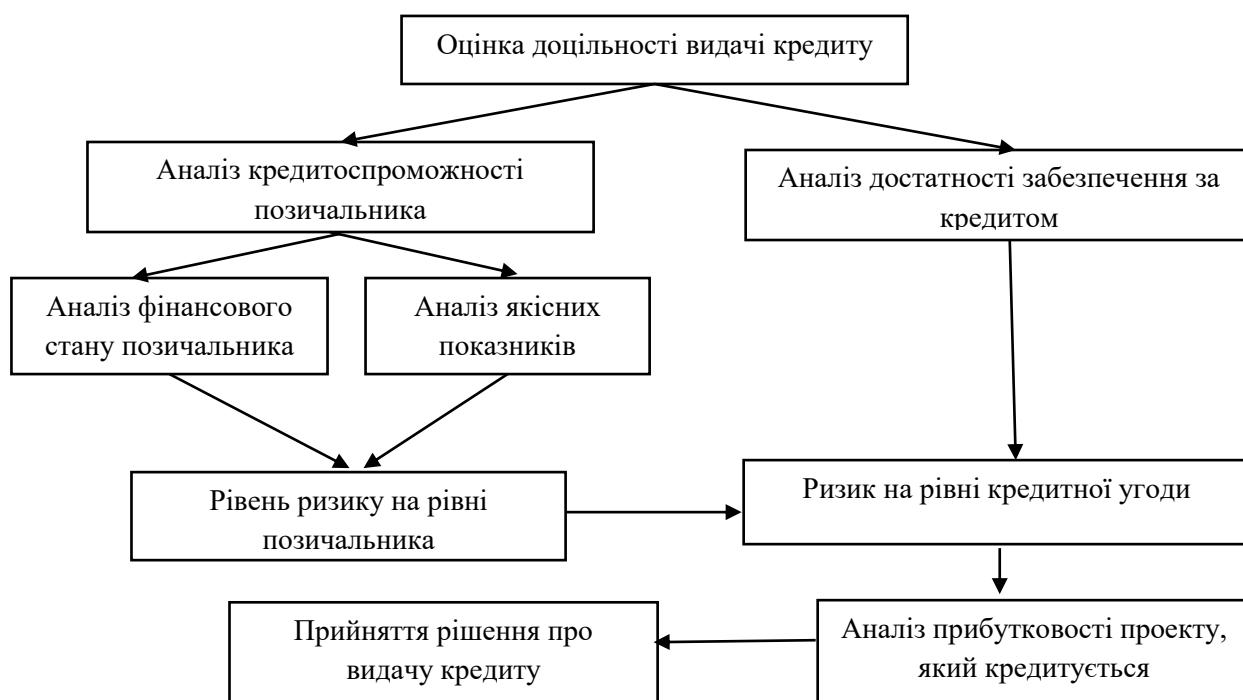 Оцінка доцільності видачі кредиту
Аналіз кредитоспроможності
позичальника
Аналіз достатності забезпечення за
кредитом
Аналіз фінансового
стану позичальника
Аналіз якісних
показників
Рівень ризику на рівні
позичальника
Ризик на рівні кредитної угоди
Прийняття рішення про
видачу кредиту
Аналіз прибутковості проекту,
який кредитується